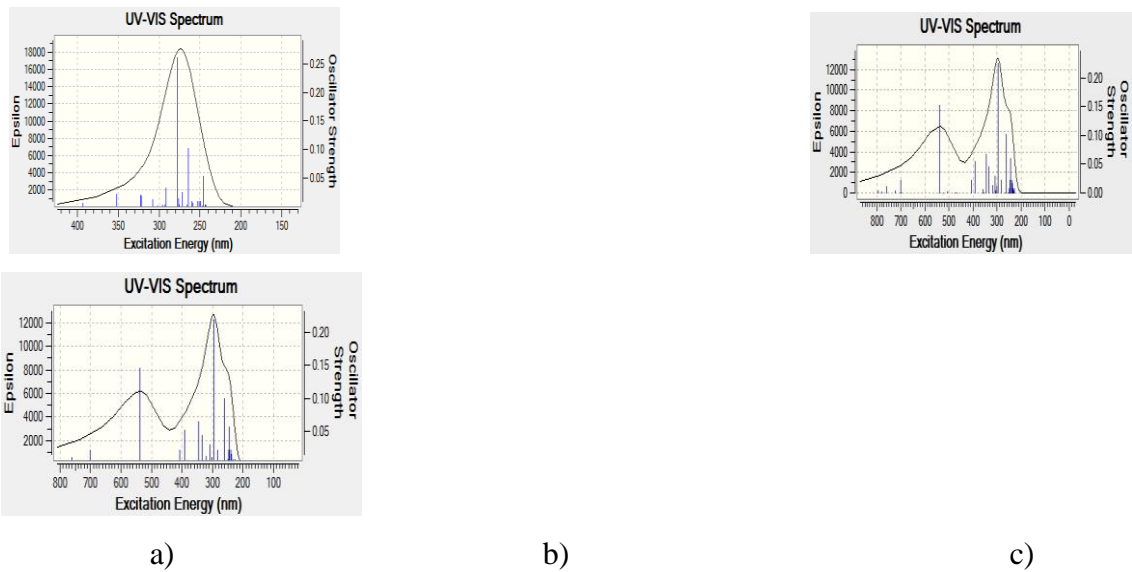 UV-VIS Spectrum
18000
16000
14000
12000
10000
8000
6000
4000
2000
Epsilon
0.25
0.20
0.15
0.10
0.05
Oscillator Strength
400 350 300 250 200 150
Excitation Energy (nm)
UV-VIS Spectrum
12000
10000
8000
6000
4000
2000
0
Epsilon
0.20
0.15
0.10
0.05
0.00
Oscillator
Strength
800 700 600 500 400 300 200 100 0
Excitation Energy (nm)
UV-VIS Spectrum
12000
10000
8000
6000
4000
2000
Epsilon
0.20
0.15
0.10
0.05
Oscillator
Strength
800 700 600 500 400 300 200 100
Excitation Energy (nm)
a) b) c)